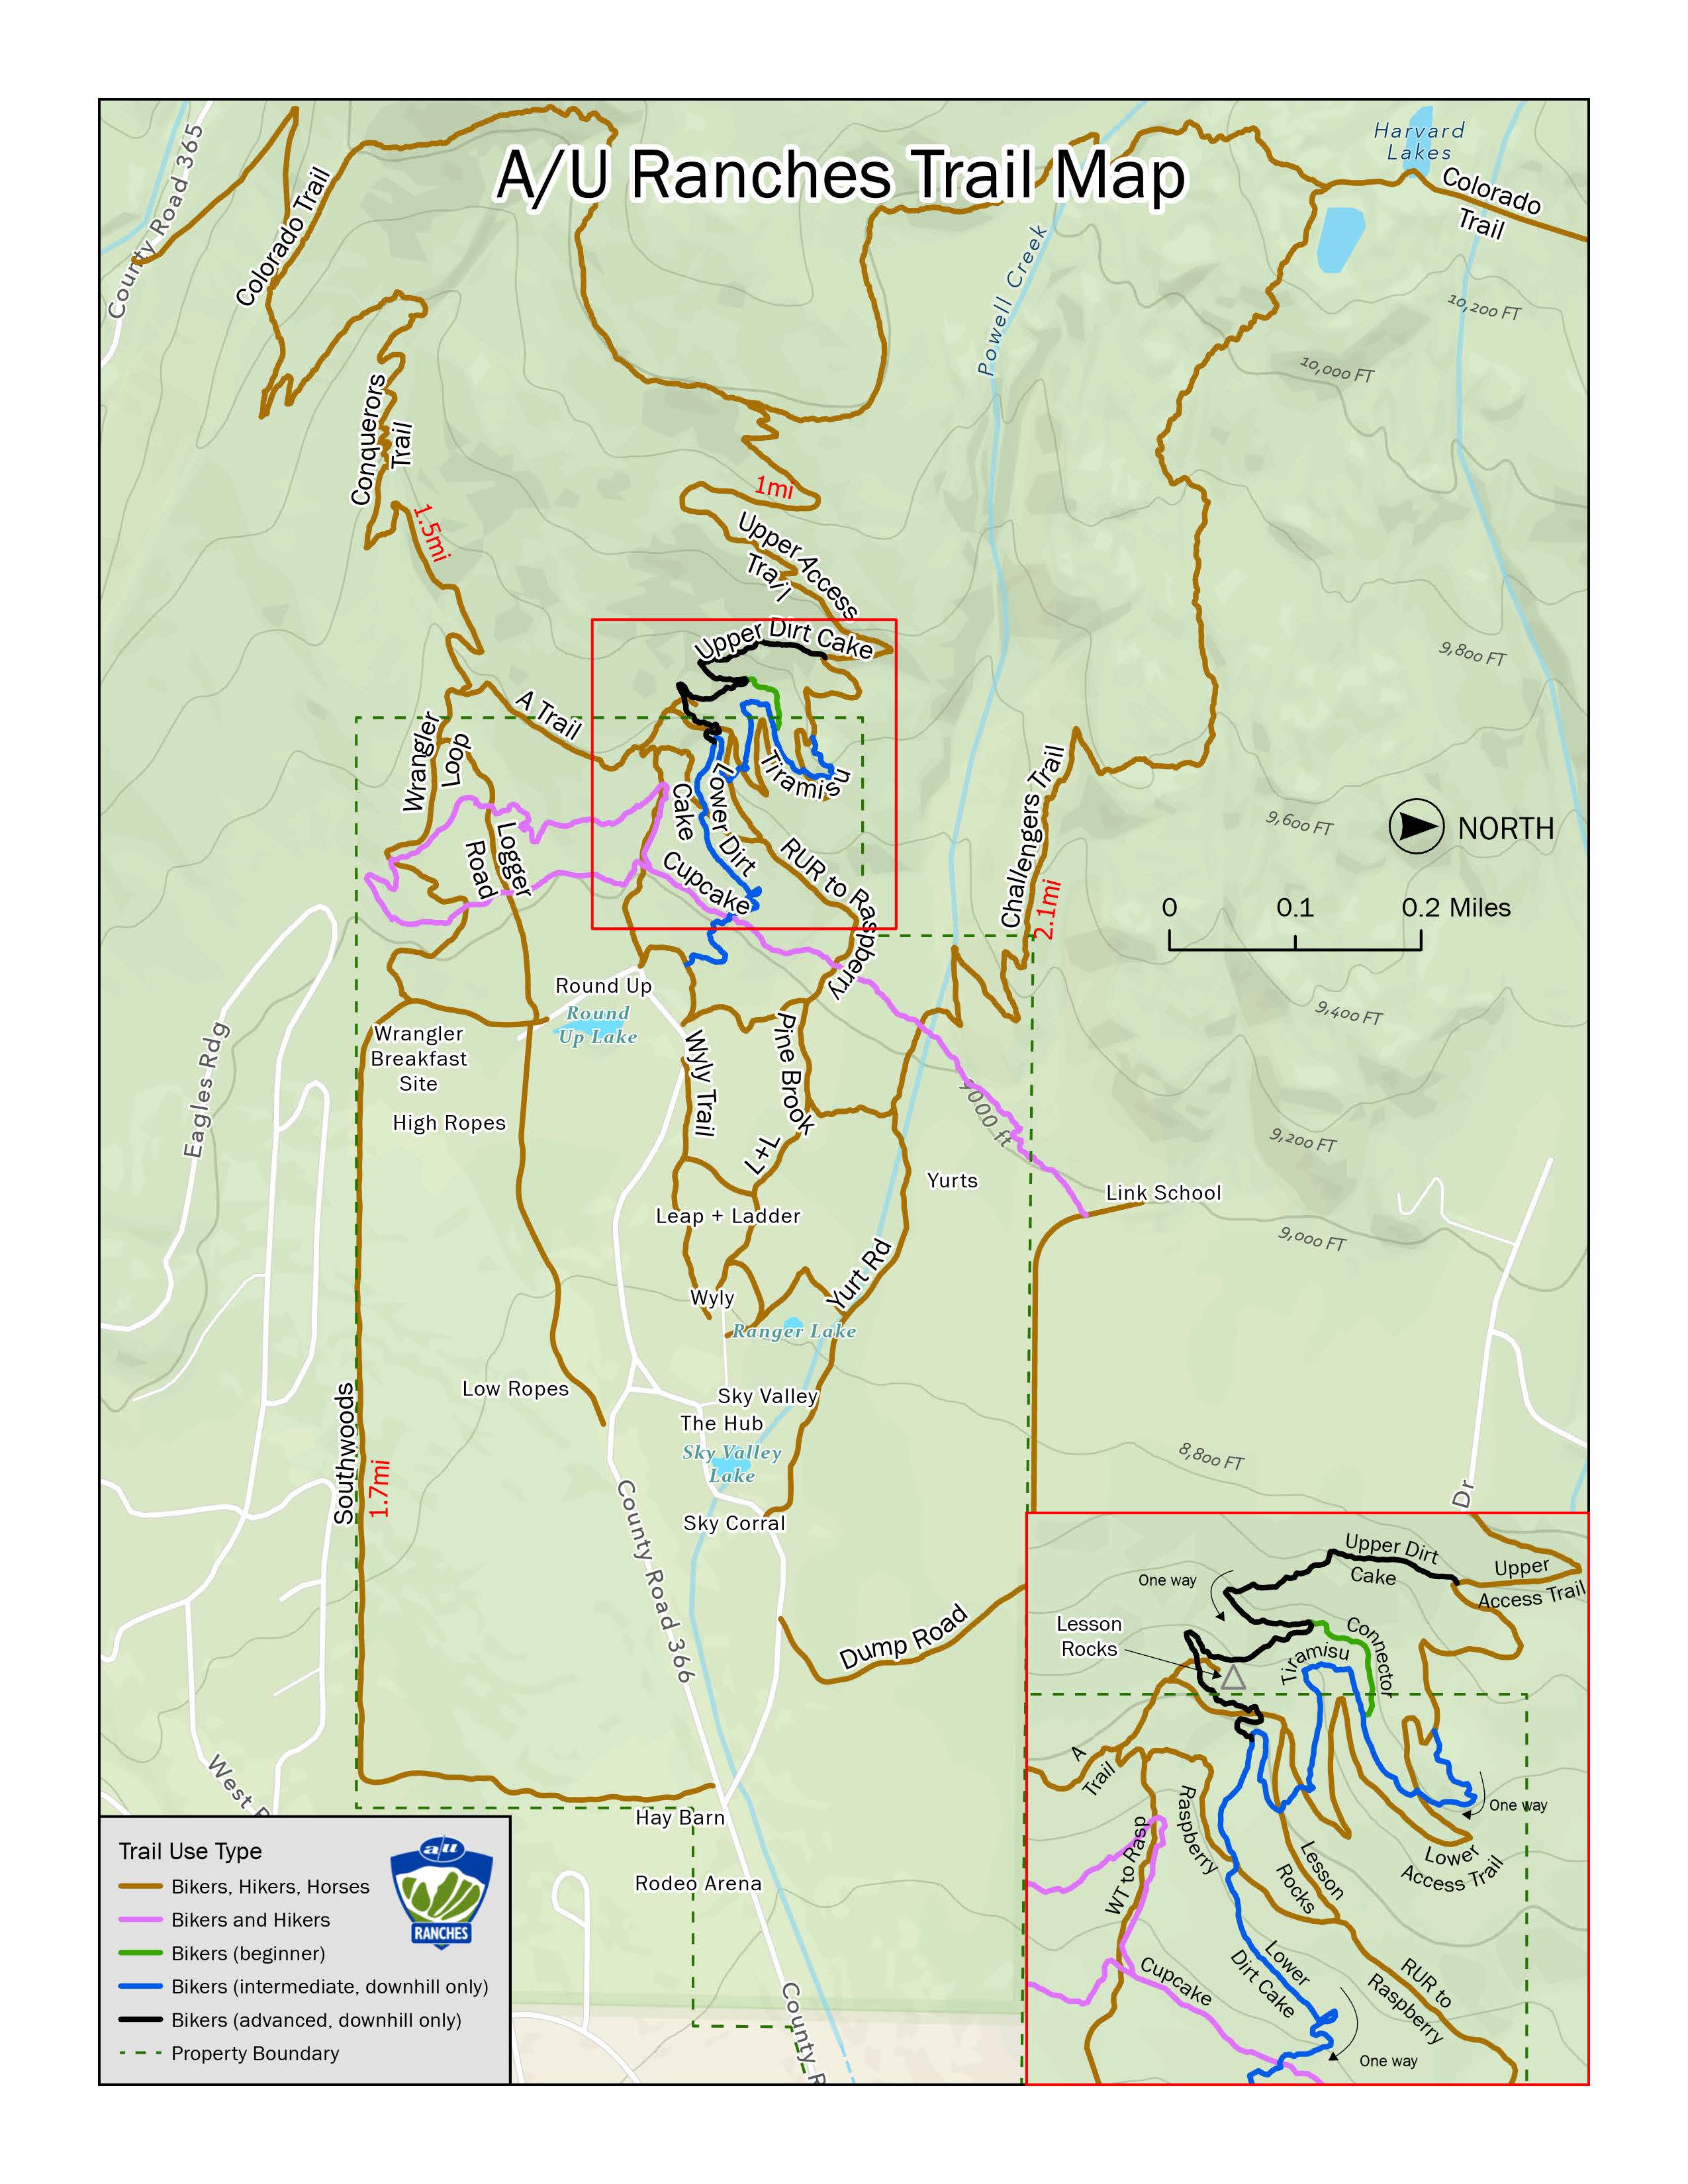 A/U Ranches Trail Map
County Road 365
Colorado Trail
Harvard
Lakes
Colorado
Trail
Powell Creek
10,200 FT
10,000 FT
Conquerors
Trail
1mi
1.5mi
Upper Access
Trail
Upper Dirt Cake
9,800 FT
A Trail
Wrangler
Loop
Tiramisu
Lower Dirt
Cake
Challengers Trail
2.1mi
9,600 FT
NORTH
Logger
Road
Cupcake
RUR to Raspberry
0
0.1
0.2 Miles
Round Up
Round
Up Lake
9,400 FT
Wrangler
Breakfast
Site
Eagles Rdg
Wyly Trail
Pine Brook
High Ropes
9000 ft
9,200 FT
L+L
Yurts
Link School
Leap + Ladder
9,000 FT
Yurt Rd
Wyly
Ranger Lake
Low Ropes
Sky Valley
The Hub
Sky Valley
Lake
Southwoods
1.7mi
8,800 FT
Dr
Sky Corral
County Road 366
Dump Road
West R
Hay Barn
Rodeo Arena
County R
Upper Dirt
Cake
Upper
Access Trail
One way
Lesson
Rocks
Connector
Tiramisu
A
Trail
One way
Raspberry
WT to Rasp
Lesson
Rocks
Lower
Access Trail
Lower
Dirt Cake
Cupcake
RUR to
Raspberry
One way
Trail Use Type
Bikers, Hikers, Horses
Bikers and Hikers
Bikers (beginner)
Bikers (intermediate, downhill only)
Bikers (advanced, downhill only)
Property Boundary
a/u
RANCHES